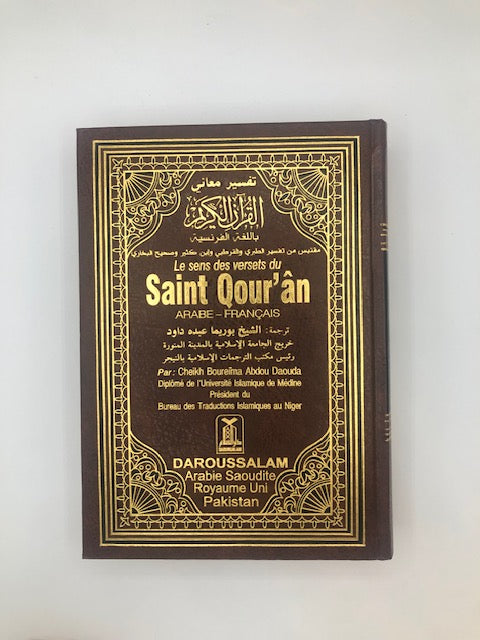 تفسير معاني
القرآن الكريم
باللغة الفرنسية
مقتبس من تفسير الطبري والقرطبي وابن كثير وصحيح البخاري
Le sens des versets du
Saint Qour'ân
ARABE – FRANÇAIS
ترجمة: الشيخ بوريما عبده داود
خريج الجامعة الإسلامية بالمدينة المنورة
رئيس مكتب الترجمات الإسلامية بالنيجر
Par: Cheikh Boureïma Abdou Daouda
Diplômé de l'Université Islamique de Médine
Président du
Bureau des Traductions Islamiques au Niger
DAROUSSALAM
Arabie Saoudite
Royaume Uni
Pakistan